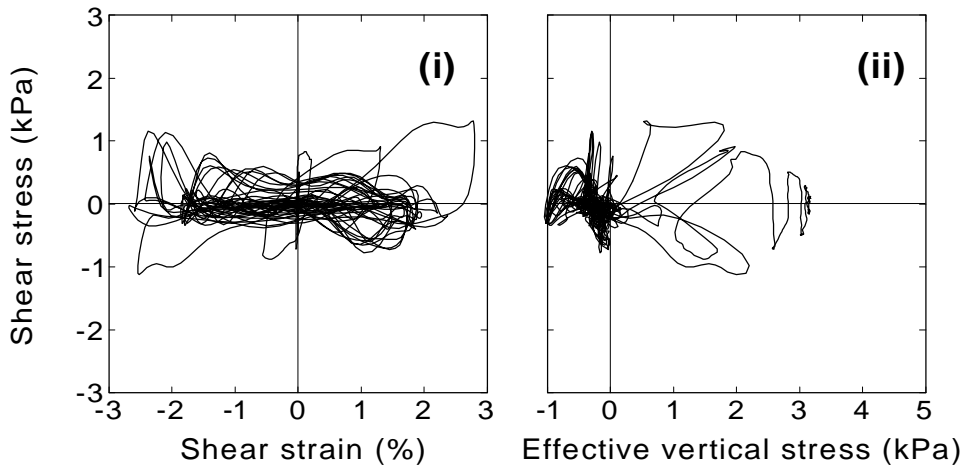 3
2
1
0
-1
-2
-3
Shear stress (kPa)
(i)
-3 -2 -1 0 1 2 3
Shear strain (%)
(ii)
-1 0 1 2 3 4 5
Effective vertical stress (kPa)